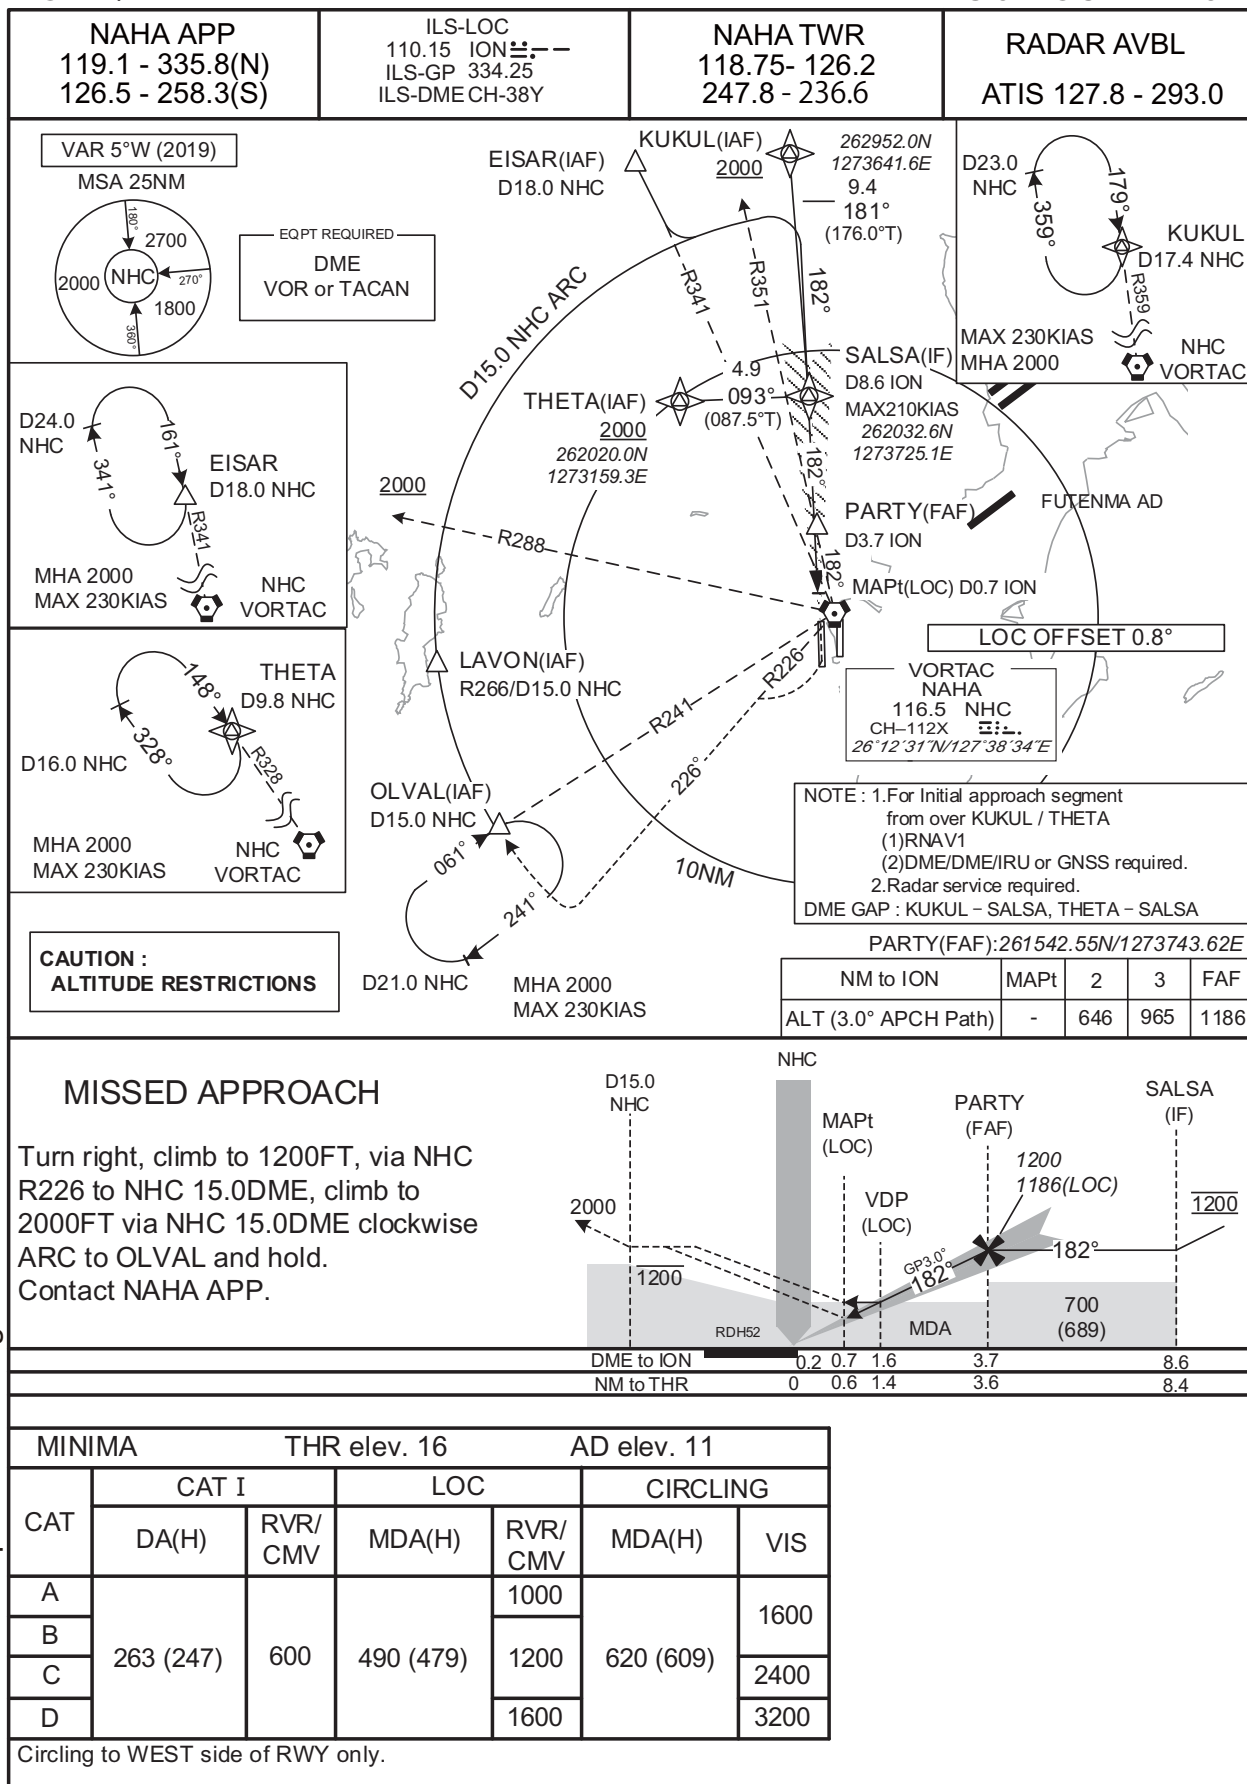 NAHA APP
119.1 - 335.8(N)
126.5 - 258.3(S)
ILS-LOC
110.15 ION
ILS-GP 334.25
ILS-DME CH-38Y
NAHA TWR
118.75- 126.2
247.8 - 236.6
RADAR AVBL
ATIS 127.8 - 293.0
VAR 5°W (2019)
MSA 25NM
180°
2700
2000
NHC
270°
1800
360°
EQPT REQUIRED
DME
VOR or TACAN
EISAR(IAF)
D18.0 NHC
KUKUL(IAF)
2000
262952.0N
1273641.6E
9.4
181°
(176.0°T)
D23.0
NHC
179°
359°
KUKUL
D17.4 NHC
R359
MAX 230KIAS
MHA 2000
NHC
VORTAC
D15.0 NHC ARC
R341
R351
182°
SALSA(IF)
D8.6 ION
MAX210KIAS
262032.6N
1273725.1E
4.9
093°
(087.5°T)
THETA(IAF)
2000
262020.0N
1273159.3E
182°
D24.0
NHC
161°
341°
EISAR
D18.0 NHC
R341
MHA 2000
MAX 230KIAS
NHC
VORTAC
2000
R288
PARTY(FAF)
D3.7 ION
FUTENMA AD
182°
MAPt(LOC) D0.7 ION
LOC OFFSET 0.8°
THETA
D9.8 NHC
148°
328°
D16.0 NHC
R328
MHA 2000
MAX 230KIAS
NHC
VORTAC
LAVON(IAF)
R266/D15.0 NHC
R226
R241
226°
VORTAC
NAHA
116.5 NHC
CH–112X
26°12´31˝N/127°38´34˝E
OLVAL(IAF)
D15.0 NHC
061°
241°
D21.0 NHC
MHA 2000
MAX 230KIAS
10NM
NOTE : 1.For Initial approach segment
from over KUKUL / THETA
(1)RNAV1
(2)DME/DME/IRU or GNSS required.
2.Radar service required.
DME GAP : KUKUL – SALSA, THETA – SALSA
CAUTION :
ALTITUDE RESTRICTIONS
PARTY(FAF):261542.55N/1273743.62E
NM to ION MAPt 2 3 FAF
ALT (3.0° APCH Path) - 646 965 1186
MISSED APPROACH
Turn right, climb to 1200FT, via NHC
R226 to NHC 15.0DME, climb to
2000FT via NHC 15.0DME clockwise
ARC to OLVAL and hold.
Contact NAHA APP.
D15.0
NHC
NHC
MAPt
(LOC)
VDP
(LOC)
PARTY
(FAF)
SALSA
(IF)
1200
1186(LOC)
1200
2000
1200
GP3.0°
182°
182°
RDH52
MDA
700
(689)
DME to ION 0.2 0.7 1.6 3.7 8.6
NM to THR 0 0.6 1.4 3.6 8.4
MINIMA THR elev. 16 AD elev. 11
CAT CAT I LOC CIRCLING
DA(H) RVR/CMV MDA(H) RVR/CMV MDA(H) VIS
A 1000
1600
B
263 (247) 600 490 (479) 1200 620 (609)
C 2400
D 1600 3200
Circling to WEST side of RWY only.